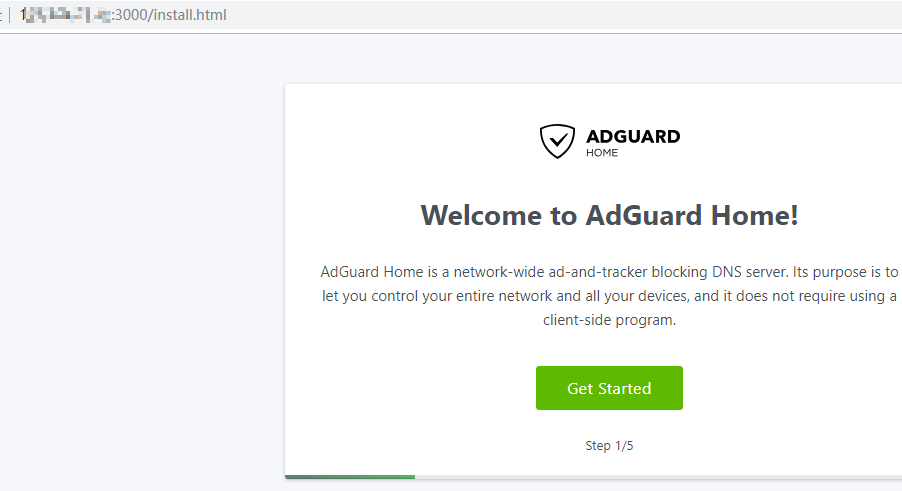 :3000/install.html
ADGUARD
HOME
Welcome to AdGuard Home!
AdGuard Home is a network-wide ad-and-tracker blocking DNS server. Its purpose is to
let you control your entire network and all your devices, and it does not require using a
client-side program.
Get Started
Step 1/5